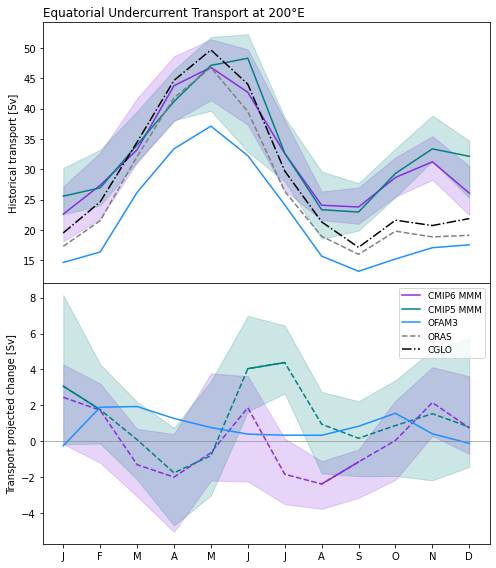 Equatorial Undercurrent Transport at 200°E
Historical transport [Sv]
50
45
40
35
30
25
20
15
Transport projected change [Sv]
8
6
4
2
0
−2
−4
CMIP6 MMM
CMIP5 MMM
OFAM3
ORAS
CGLO
J F M A M J J A S O N D